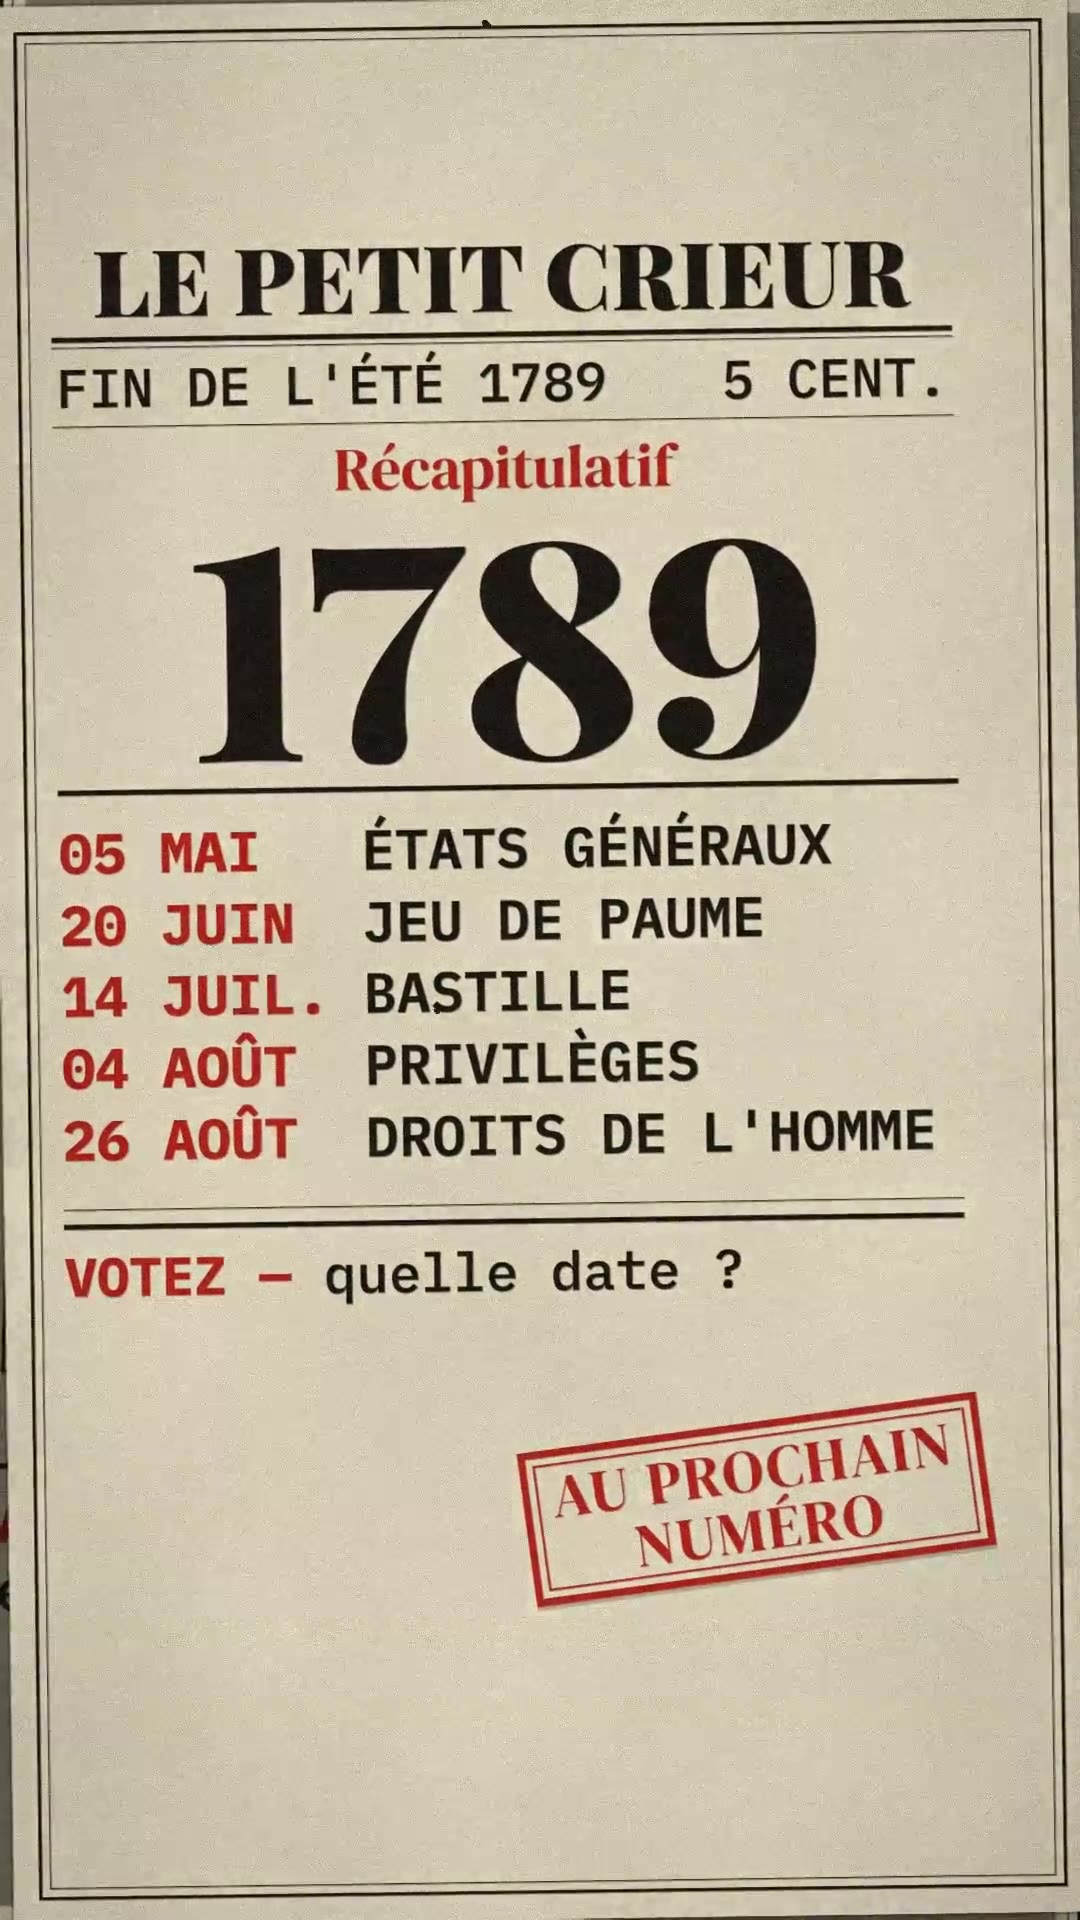 LE PETIT CRIEUR
FIN DE L'ÉTÉ 1789 5 CENT.
Récapitulatif
1789
05 MAI ÉTATS GÉNÉRAUX
20 JUIN JEU DE PAUME
14 JUIL. BASTILLE
04 AOÛT PRIVILÈGES
26 AOÛT DROITS DE L'HOMME
VOTEZ — quelle date ?
AU PROCHAIN
NUMÉRO